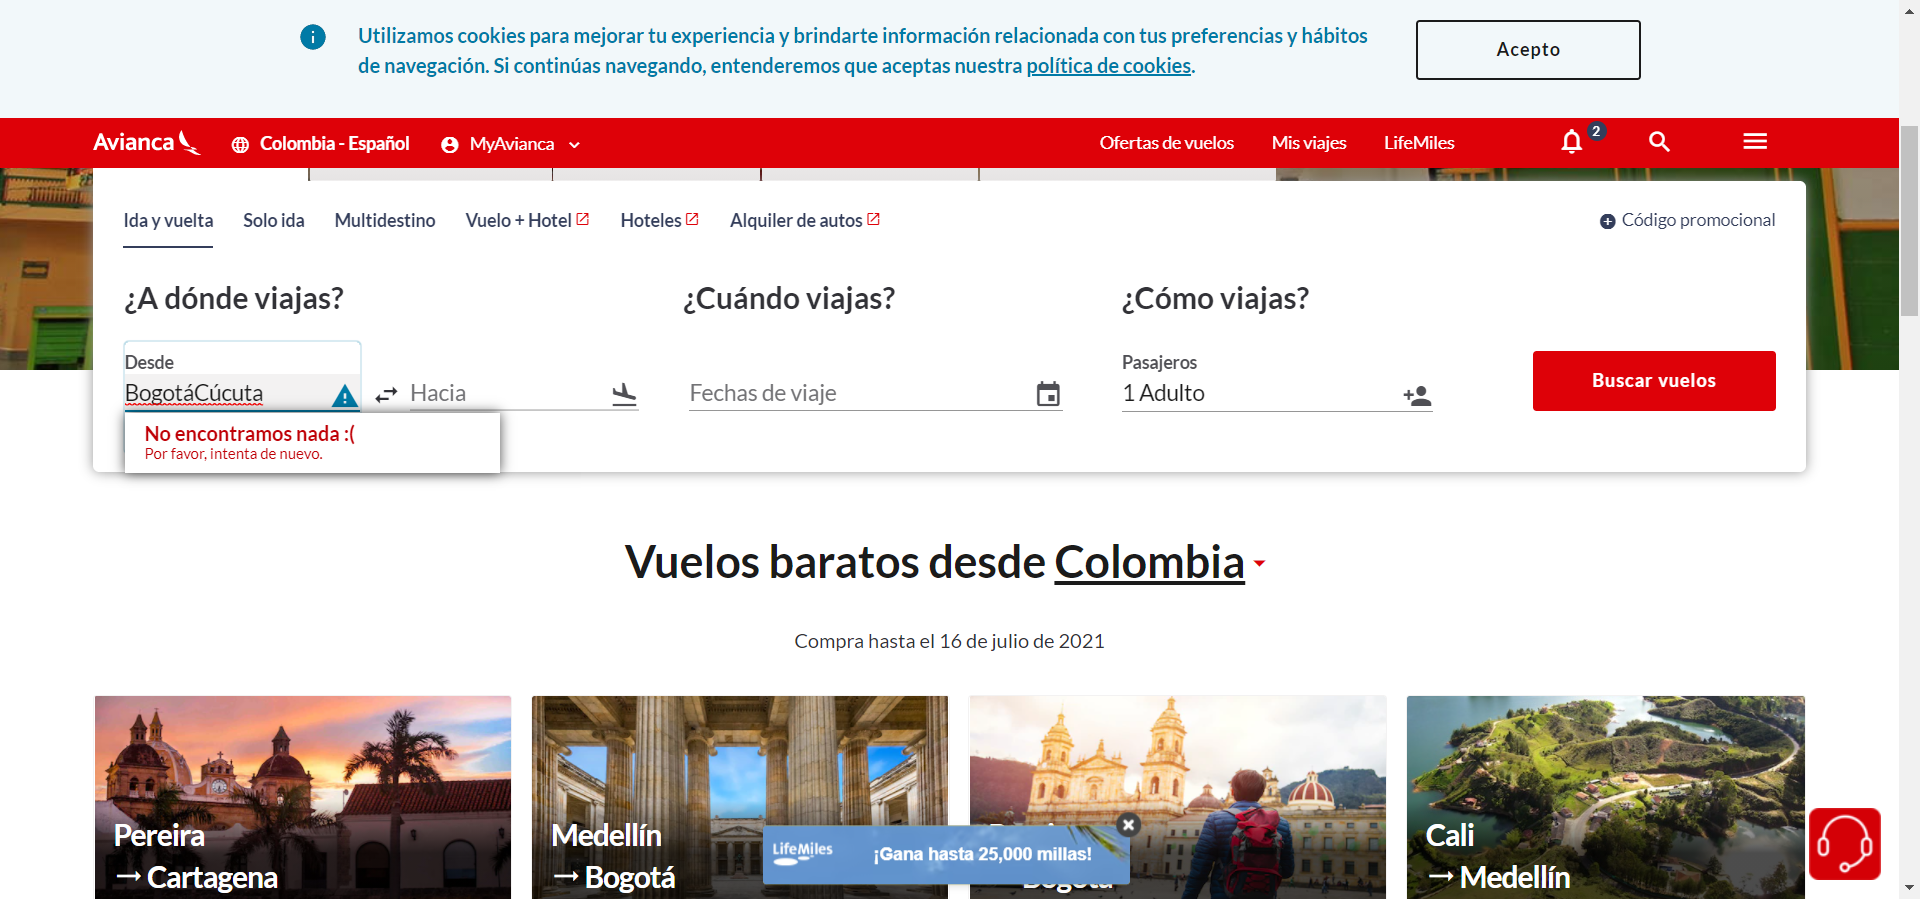 Utilizamos cookies para mejorar tu experiencia y brindarte información relacionada con tus preferencias y hábitos
de navegación. Si continúas navegando, entenderemos que aceptas nuestra política de cookies.
Acepto
Avianca
Colombia - Español
MyAvianca
Ofertas de vuelos
Mis viajes
LifeMiles
2
Ida y vuelta
Solo ida
Multidestino
Vuelo + Hotel
Hoteles
Alquiler de autos
Código promocional
¿A dónde viajas?
¿Cuándo viajas?
¿Cómo viajas?
Desde
BogotáCúcuta
Hacia
Fechas de viaje
Pasajeros
1 Adulto
Buscar vuelos
No encontramos nada :(
Por favor, intenta de nuevo.
Vuelos baratos desde Colombia
Compra hasta el 16 de julio de 2021
Pereira
→ Cartagena
Medellín
→ Bogotá
Bogotá
Cali
→ Medellín
LifeMiles
¡Gana hasta 25,000 millas!